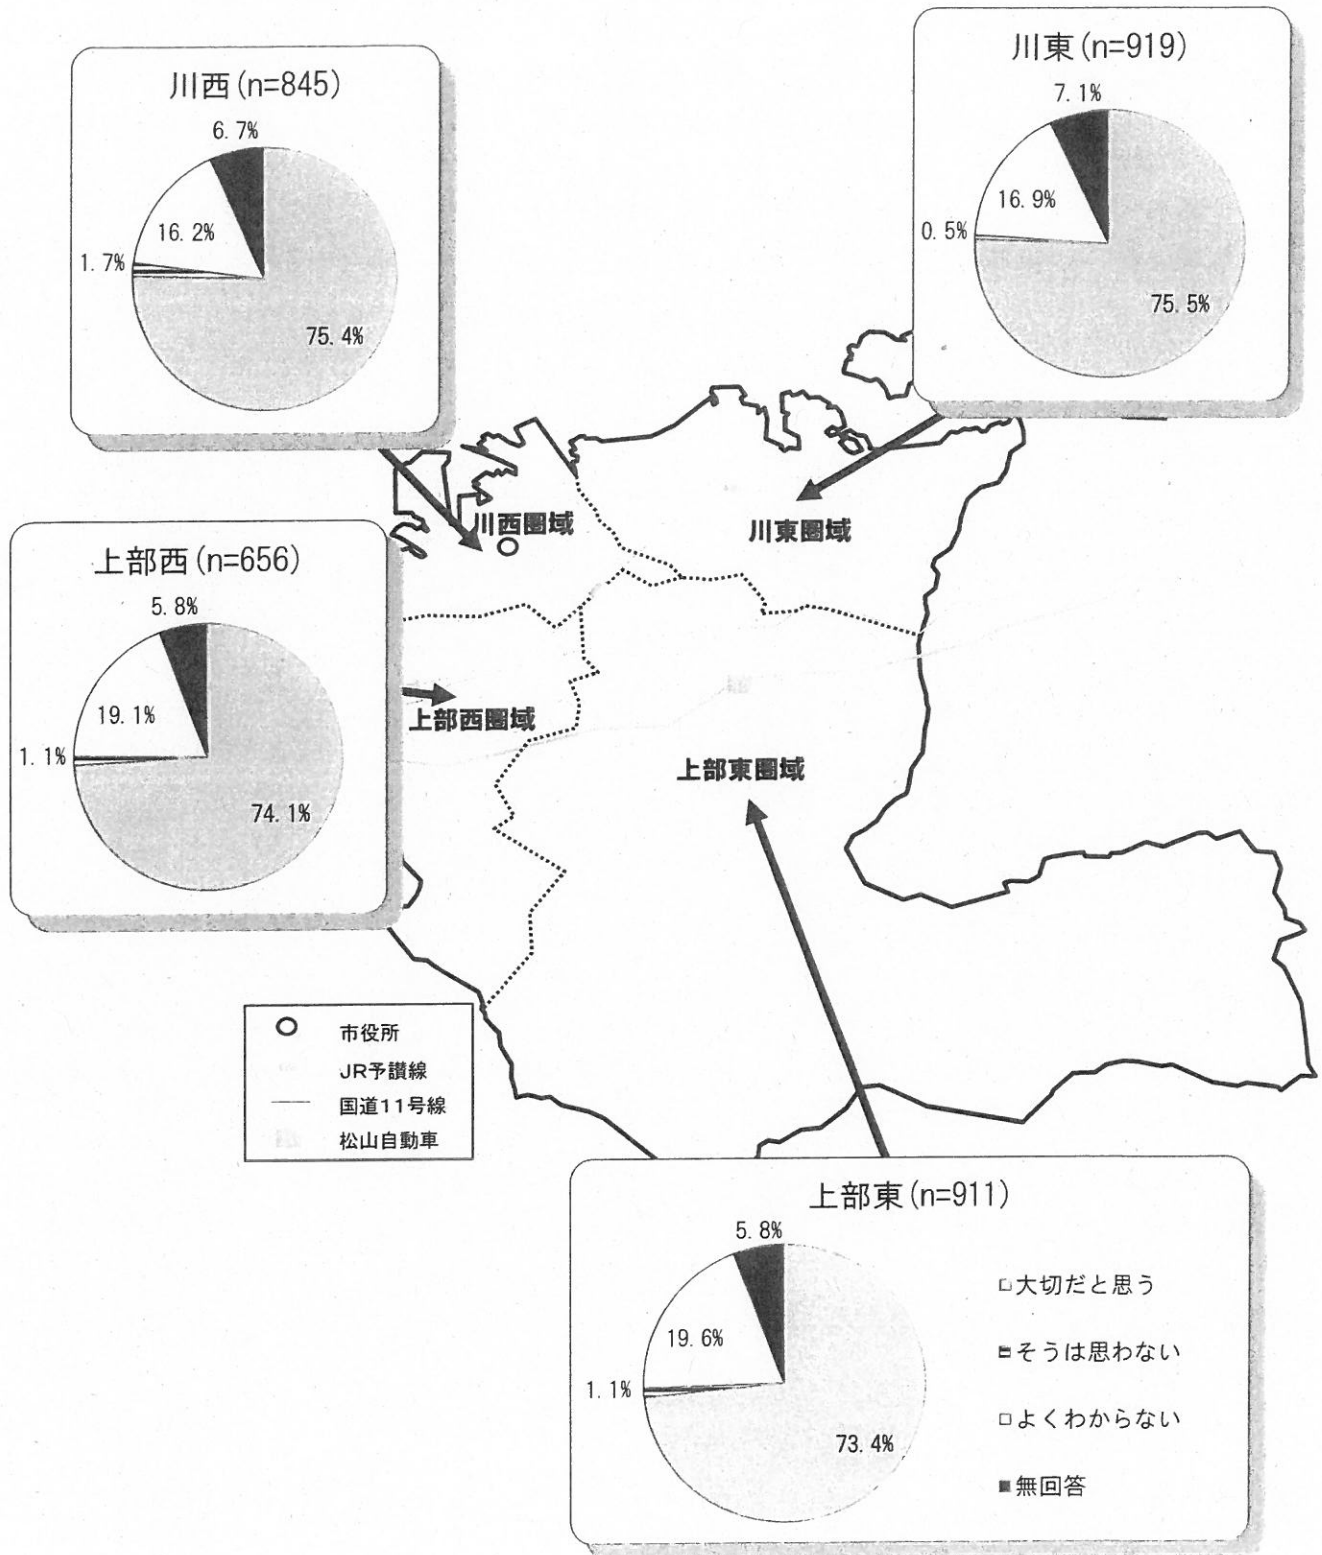 川西(n=845)
6.7%
16.2%
1.7%
75.4%
川東(n=919)
7.1%
16.9%
0.5%
75.5%
川西圏域
川東圏域
上部西(n=656)
5.8%
19.1%
1.1%
74.1%
上部西圏域
上部東圏域
市役所
JR予讃線
国道11号線
松山自動車
上部東(n=911)
5.8%
19.6%
1.1%
73.4%
大切だと思う
そうは思わない
よくわからない
無回答